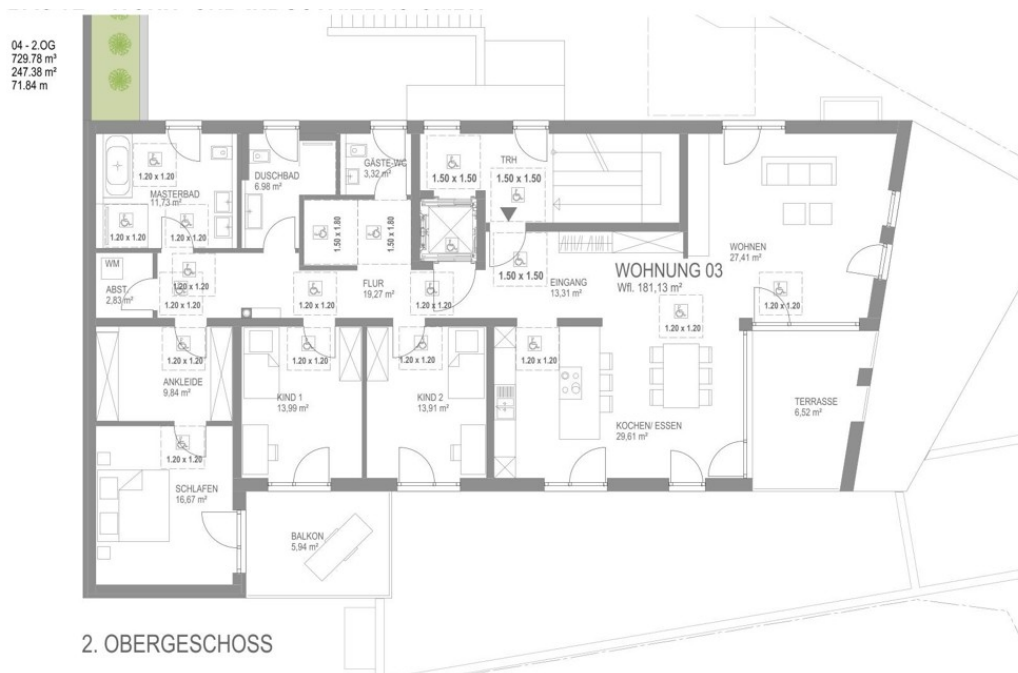 04 - 2.OG
729.78 m³
247.38 m²
71.84 m
MASTERBAD
11,73 m²
1.20 x 1.20
1.20 x 1.20
1.20 x 1.20
DUSCHBAD
6.98 m²
GÄSTE-WC
3,32 m²
1.50 x 1.80
1.50 x 1.80
TRH
1.50 x 1.50
1.50 x 1.50
WOHNEN
27,41 m²
WM
ABST.
2,83 m²
1.20 x 1.20
1.20 x 1.20
1.20 x 1.20
FLUR
19,27 m²
1.20 x 1.20
1.50 x 1.50
EINGANG
13,31 m²
WOHNUNG 03
Wfl. 181,13 m²
1.20 x 1.20
1.20 x 1.20
1.20 x 1.20
ANKLEIDE
9,84 m²
1.20 x 1.20
KIND 1
13,99 m²
1.20 x 1.20
KIND 2
13,91 m²
1.20 x 1.20
KOCHEN/ ESSEN
29,61 m²
TERRASSE
6,52 m²
1.20 x 1.20
SCHLAFEN
16,67 m²
BALKON
5,94 m²
2. OBERGESCHOSS